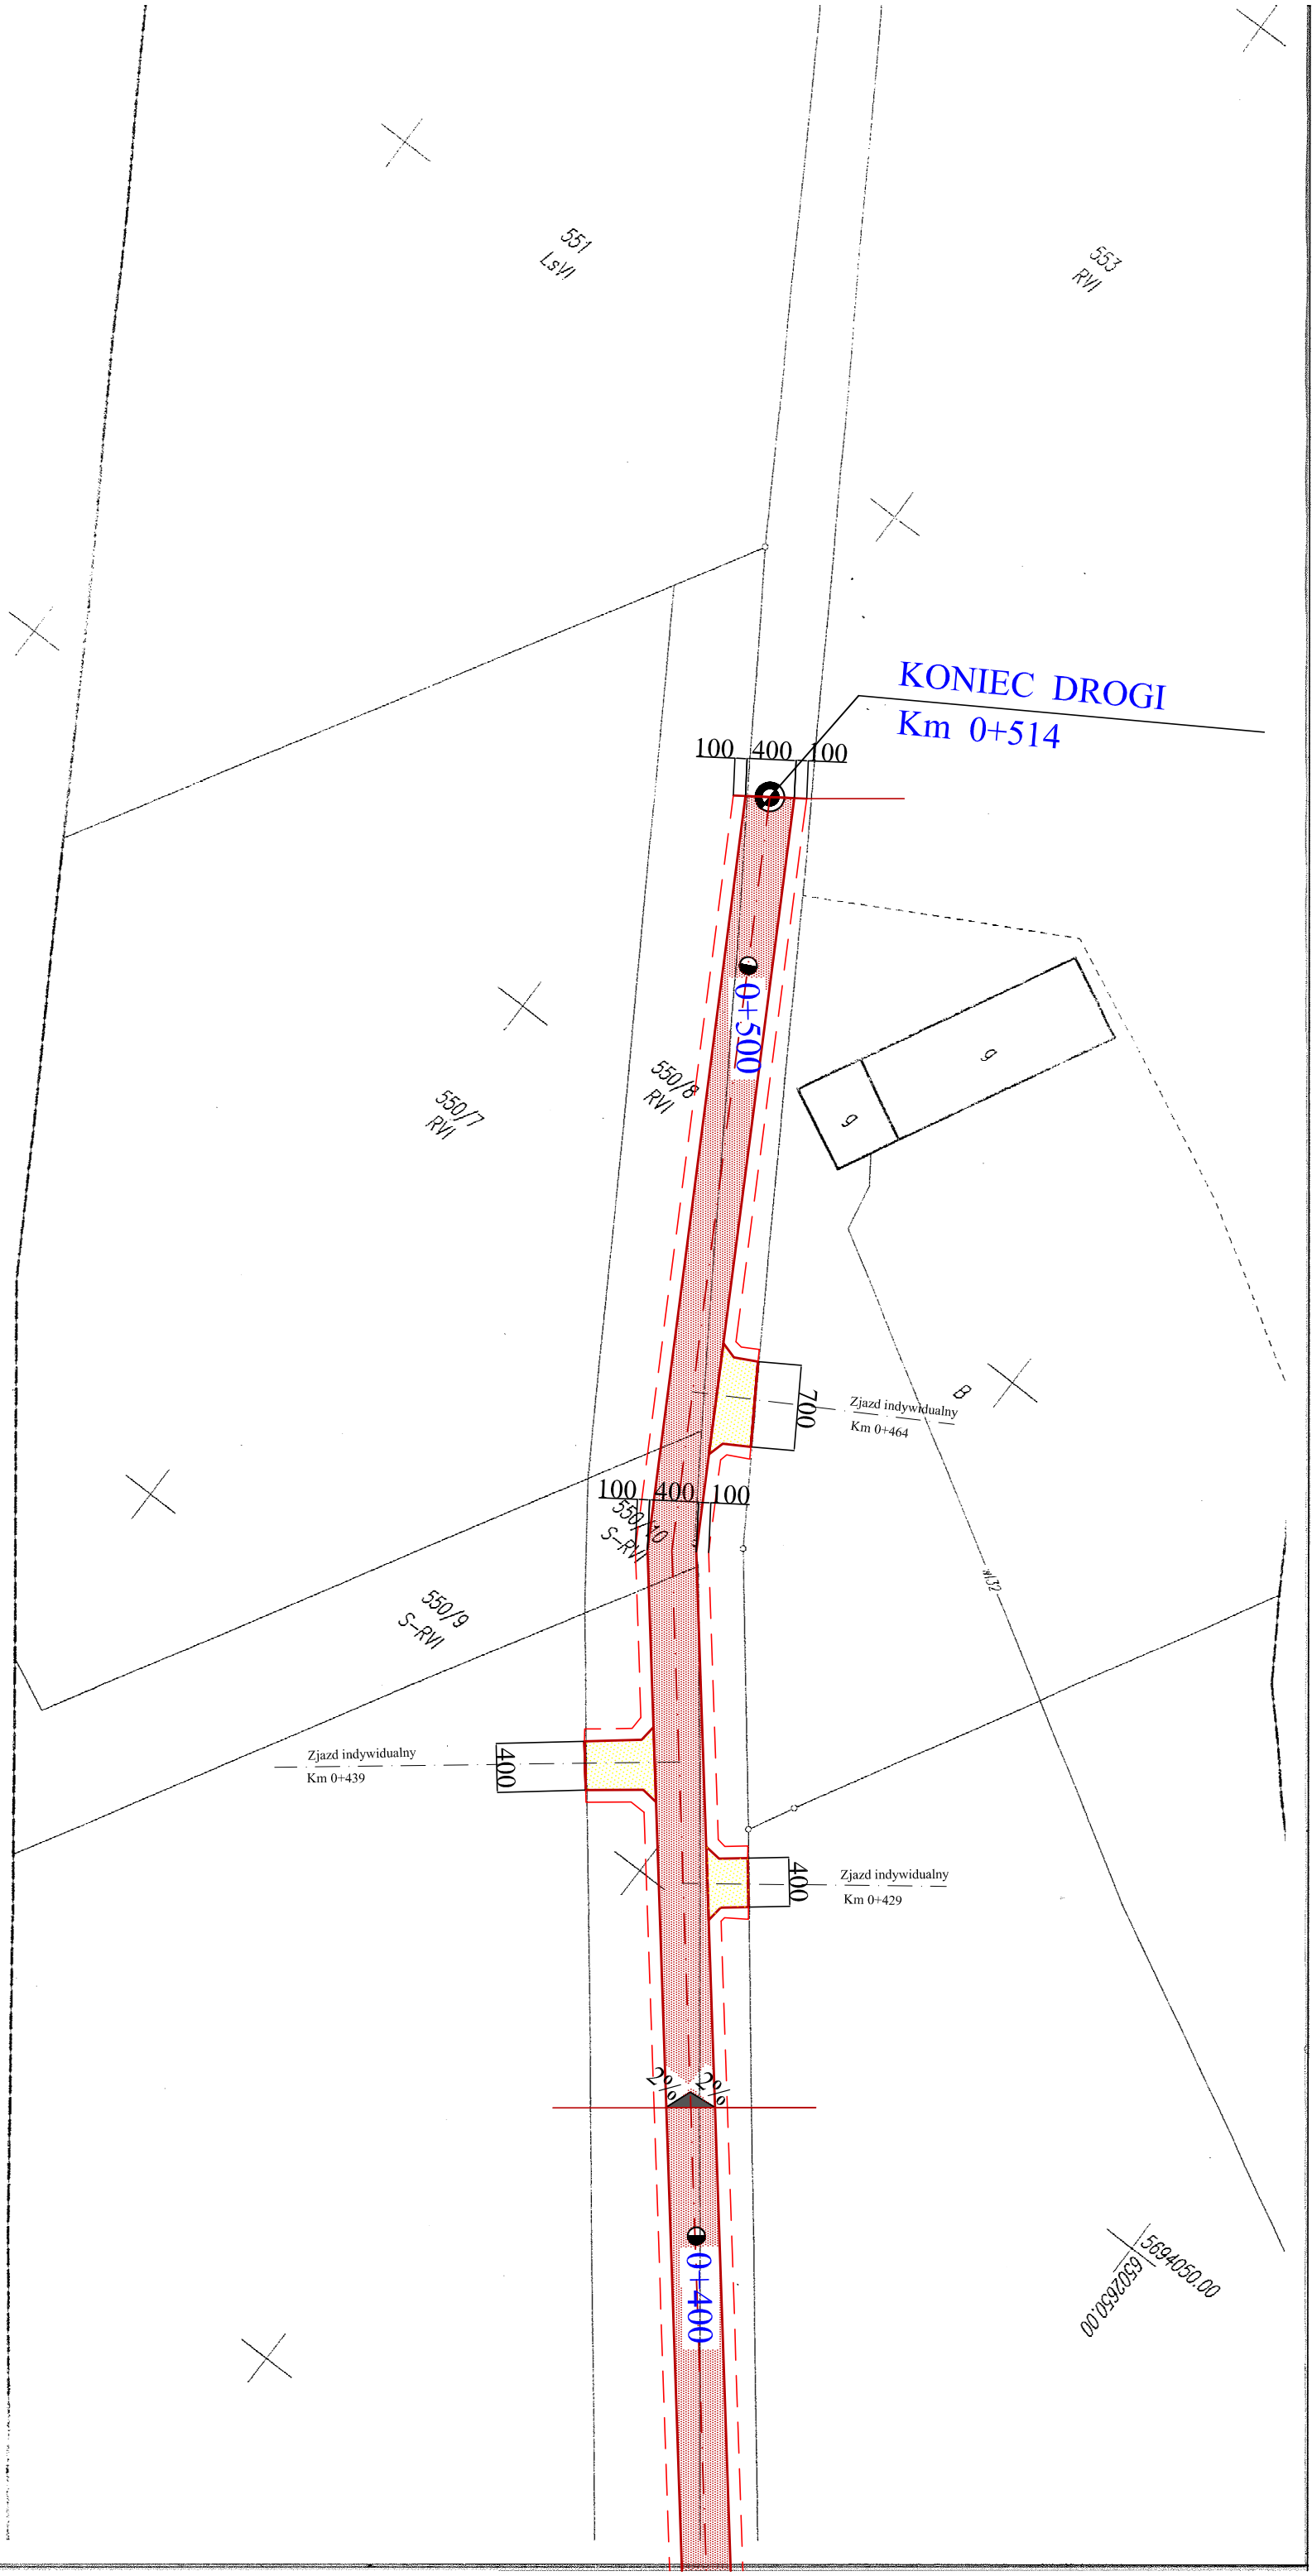 551
LsVI
553
RVI
KONIEC DROGI
Km 0+514
100 400 100
0+500
550/8
RVI
550/7
RVI
g
g
700
Zjazd indywidualny
Km 0+464
B
100 400 100
550/10
S-RVI
wl32
550/9
S-RVI
400
Zjazd indywidualny
Km 0+439
400
Zjazd indywidualny
Km 0+429
2% 2%
0+400
5694050.00
6502650.00